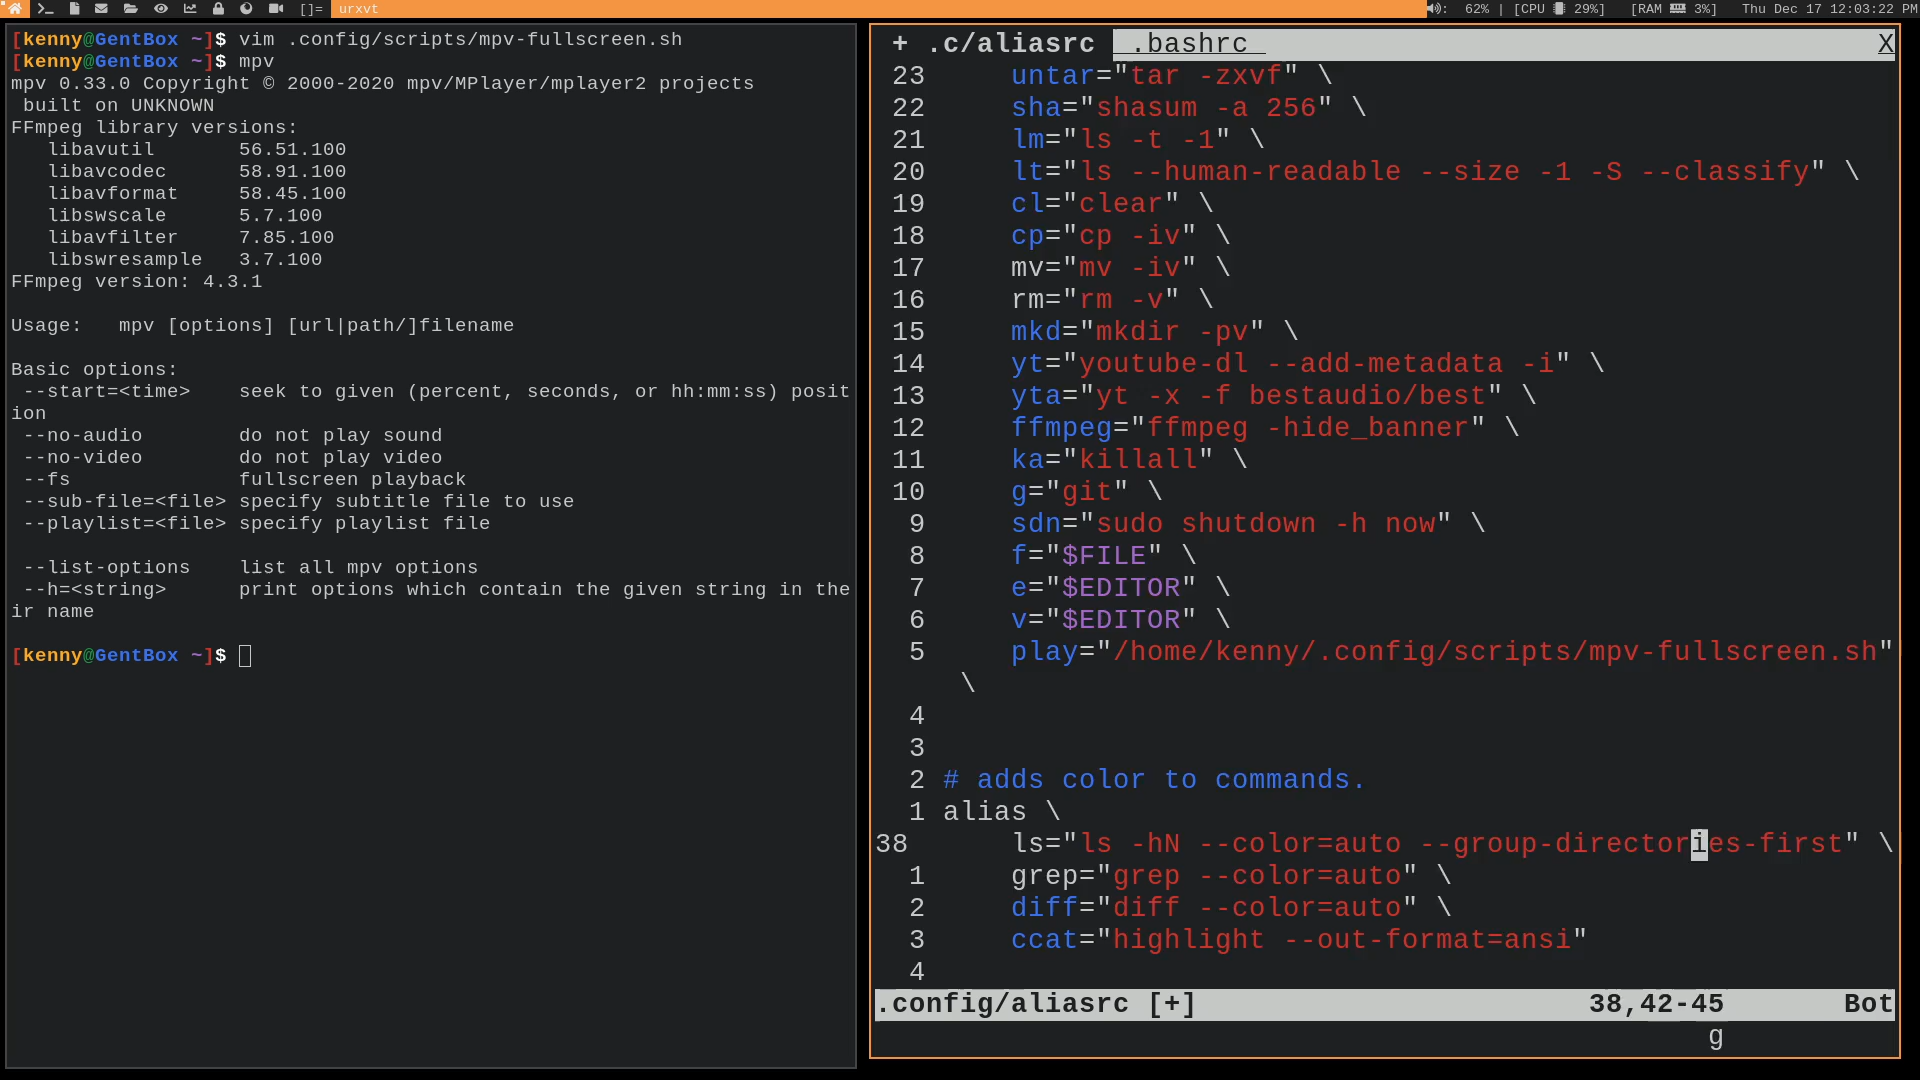 []= urxvt : 62% | [CPU 29%] [RAM 3%] Thu Dec 17 12:03:22 PM
[kenny@GentBox ~]$ vim .config/scripts/mpv-fullscreen.sh
[kenny@GentBox ~]$ mpv
mpv 0.33.0 Copyright © 2000-2020 mpv/MPlayer/mplayer2 projects
 built on UNKNOWN
FFmpeg library versions:
   libavutil       56.51.100
   libavcodec      58.91.100
   libavformat     58.45.100
   libswscale      5.7.100
   libavfilter     7.85.100
   libswresample   3.7.100
FFmpeg version: 4.3.1
Usage:   mpv [options] [url|path/]filename
Basic options:
 --start=<time>    seek to given (percent, seconds, or hh:mm:ss) posit
ion
 --no-audio        do not play sound
 --no-video        do not play video
 --fs              fullscreen playback
 --sub-file=<file> specify subtitle file to use
 --playlist=<file> specify playlist file
 --list-options    list all mpv options
 --h=<string>      print options which contain the given string in the
ir name
[kenny@GentBox ~]$
 + .c/aliasrc  .bashrc  X
 23     untar="tar -zxvf" \
 22     sha="shasum -a 256" \
 21     lm="ls -t -1" \
 20     lt="ls --human-readable --size -1 -S --classify" \
 19     cl="clear" \
 18     cp="cp -iv" \
 17     mv="mv -iv" \
 16     rm="rm -v" \
 15     mkd="mkdir -pv" \
 14     yt="youtube-dl --add-metadata -i" \
 13     yta="yt -x -f bestaudio/best" \
 12     ffmpeg="ffmpeg -hide_banner" \
 11     ka="killall" \
 10     g="git" \
  9     sdn="sudo shutdown -h now" \
  8     f="$FILE" \
  7     e="$EDITOR" \
  6     v="$EDITOR" \
  5     play="/home/kenny/.config/scripts/mpv-fullscreen.sh"
     \
  4
  3
  2 # adds color to commands.
  1 alias \
38      ls="ls -hN --color=auto --group-directories-first" \
  1     grep="grep --color=auto" \
  2     diff="diff --color=auto" \
  3     ccat="highlight --out-format=ansi"
  4
.config/aliasrc [+] 38,42-45 Bot
g